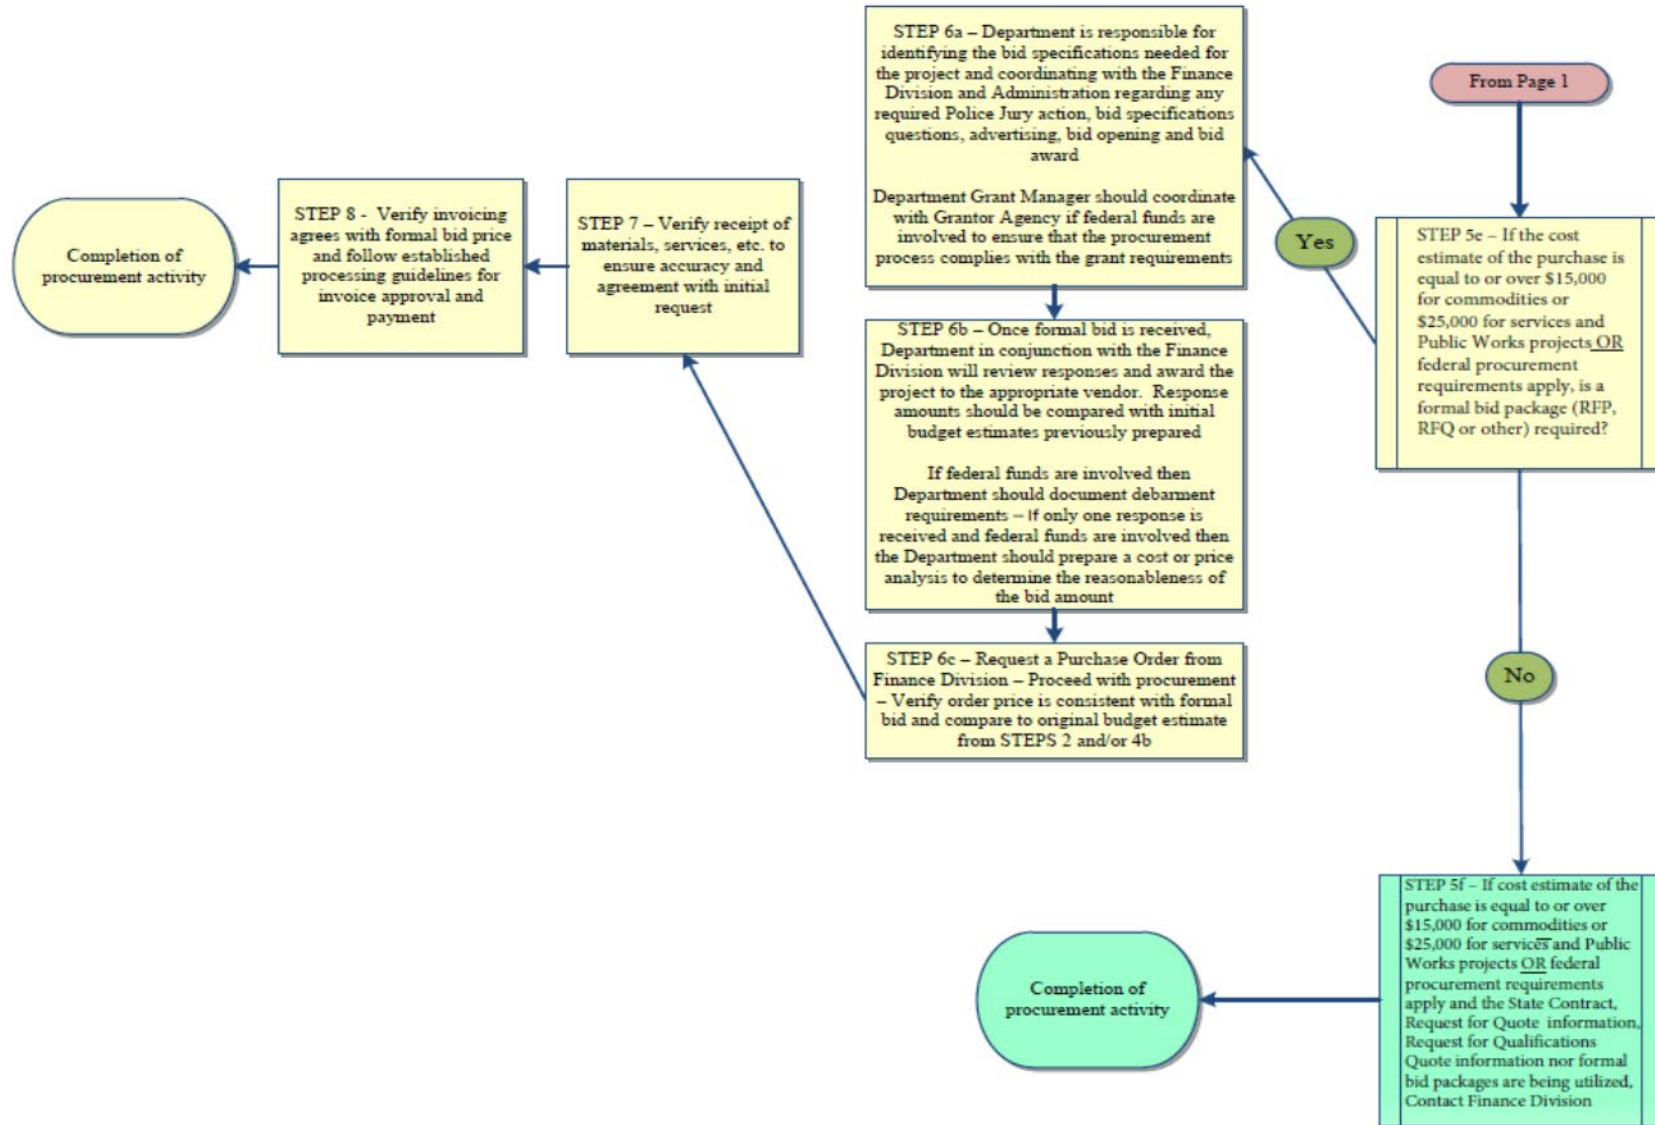 From Page 1
STEP 5e – If the cost
estimate of the purchase is
equal to or over $15,000
for commodities or
$25,000 for services and
Public Works projects OR
federal procurement
requirements apply, is a
formal bid package (RFP,
RFQ or other) required?
Yes
STEP 6a – Department is responsible for
identifying the bid specifications needed for
the project and coordinating with the Finance
Division and Administration regarding any
required Police Jury action, bid specifications
questions, advertising, bid opening and bid
award
Department Grant Manager should coordinate
with Grantor Agency if federal funds are
involved to ensure that the procurement
process complies with the grant requirements
STEP 6b – Once formal bid is received,
Department in conjunction with the Finance
Division will review responses and award the
project to the appropriate vendor.  Response
amounts should be compared with initial
budget estimates previously prepared
If federal funds are involved then
Department should document debarment
requirements – If only one response is
received and federal funds are involved then
the Department should prepare a cost or price
analysis to determine the reasonableness of
the bid amount
STEP 6c – Request a Purchase Order from
Finance Division – Proceed with procurement
– Verify order price is consistent with formal
bid and compare to original budget estimate
from STEPS 2 and/or 4b
STEP 7 – Verify receipt of
materials, services, etc. to
ensure accuracy and
agreement with initial
request
STEP 8 -  Verify invoicing
agrees with formal bid price
and follow established
processing guidelines for
invoice approval and
payment
Completion of
procurement activity
No
STEP 5f – If cost estimate of the
purchase is equal to or over
$15,000 for commodities or
$25,000 for services and Public
Works projects OR federal
procurement requirements
apply and the State Contract,
Request for Quote  information,
Request for Qualifications
Quote information nor formal
bid packages are being utilized,
Contact Finance Division
Completion of
procurement activity